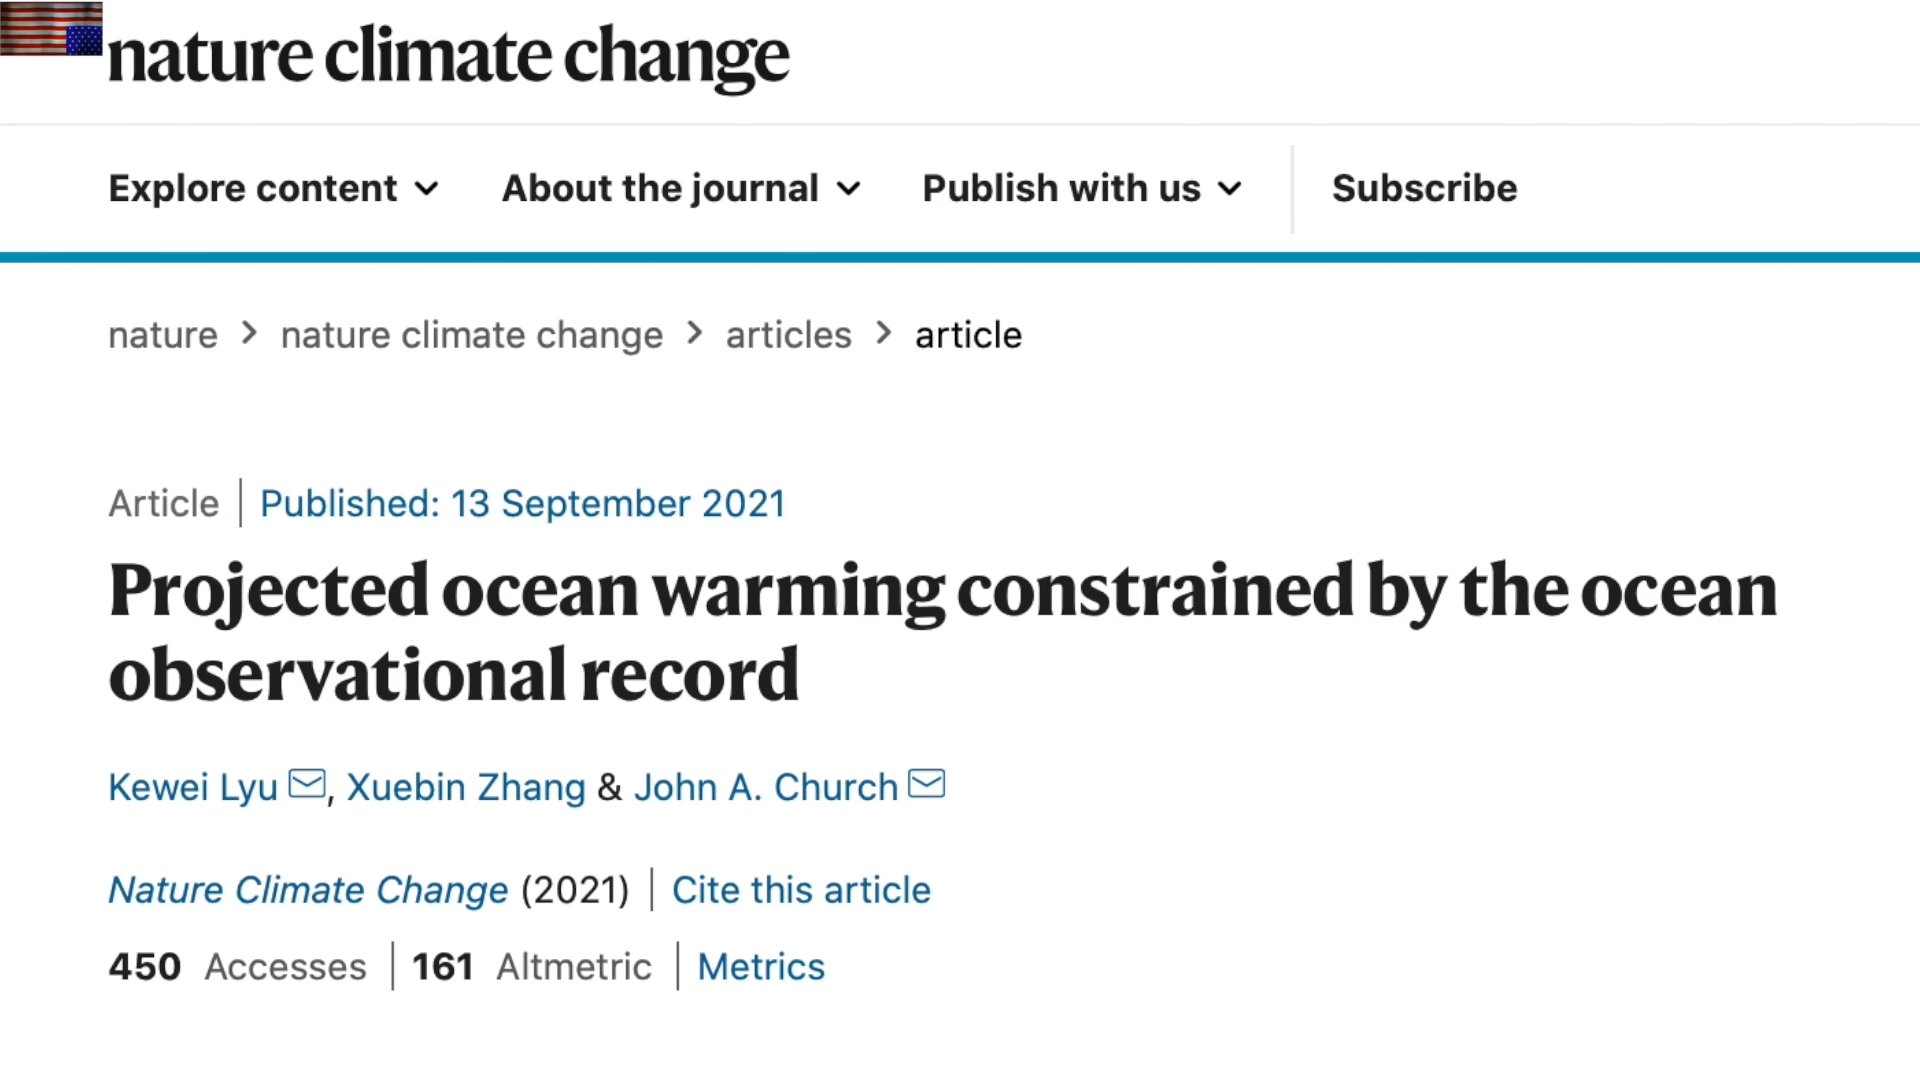 nature climate change
Explore content About the journal Publish with us Subscribe
nature > nature climate change > articles > article
Article | Published: 13 September 2021
Projected ocean warming constrained by the ocean
observational record
Kewei Lyu, Xuebin Zhang & John A. Church
Nature Climate Change (2021) | Cite this article
450 Accesses | 161 Altmetric | Metrics